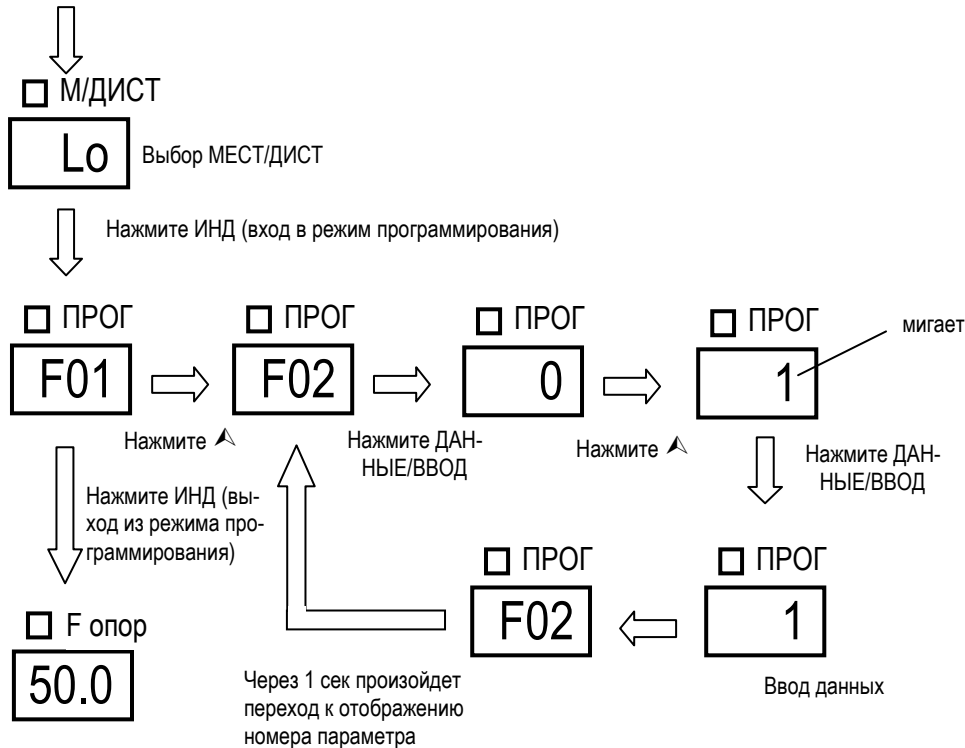 М/ДИСТ
Lo
Выбор МЕСТ/ДИСТ
Нажмите ИНД (вход в режим программирования)
ПРОГ
ПРОГ
ПРОГ
ПРОГ
мигает
F01
F02
0
1
Нажмите
Нажмите ДАН-
НЫЕ/ВВОД
Нажмите
Нажмите ДАН-
НЫЕ/ВВОД
Нажмите ИНД (вы-
ход из режима про-
граммирования)
ПРОГ
ПРОГ
F02
1
F опор
50.0
Через 1 сек произойдет
переход к отображению
номера параметра
Ввод данных